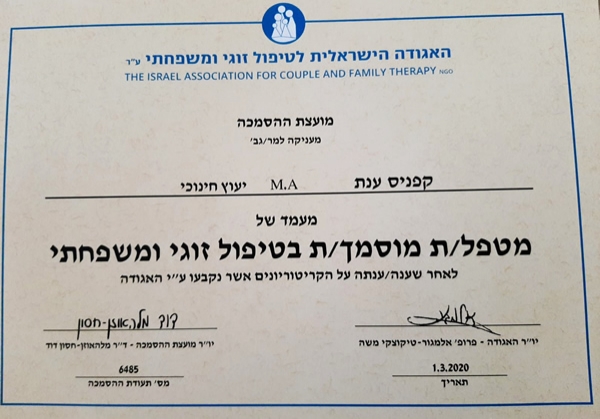 האגודה הישראלית לטיפול זוגי ומשפחתי ע״ר
THE ISRAEL ASSOCIATION FOR COUPLE AND FAMILY THERAPY NGO
מועצת ההסמכה
מעניקה למר/גב׳
קפניס ענת M.A יעוץ חינוכי
מעמד של
מטפל/ת מוסמך/ת בטיפול זוגי ומשפחתי
לאחר שענה/ענתה על הקריטריונים אשר נקבעו ע״י האגודה
דוד מלהאוזן-חסון
יו״ר האגודה - פרופ׳ אלמגור-טיקוצקי משה יו״ר מועצת ההסמכה - ד״ר מלהאוזן-חסון דוד
1.3.2020 6485
תאריך מס׳ תעודת ההסמכה